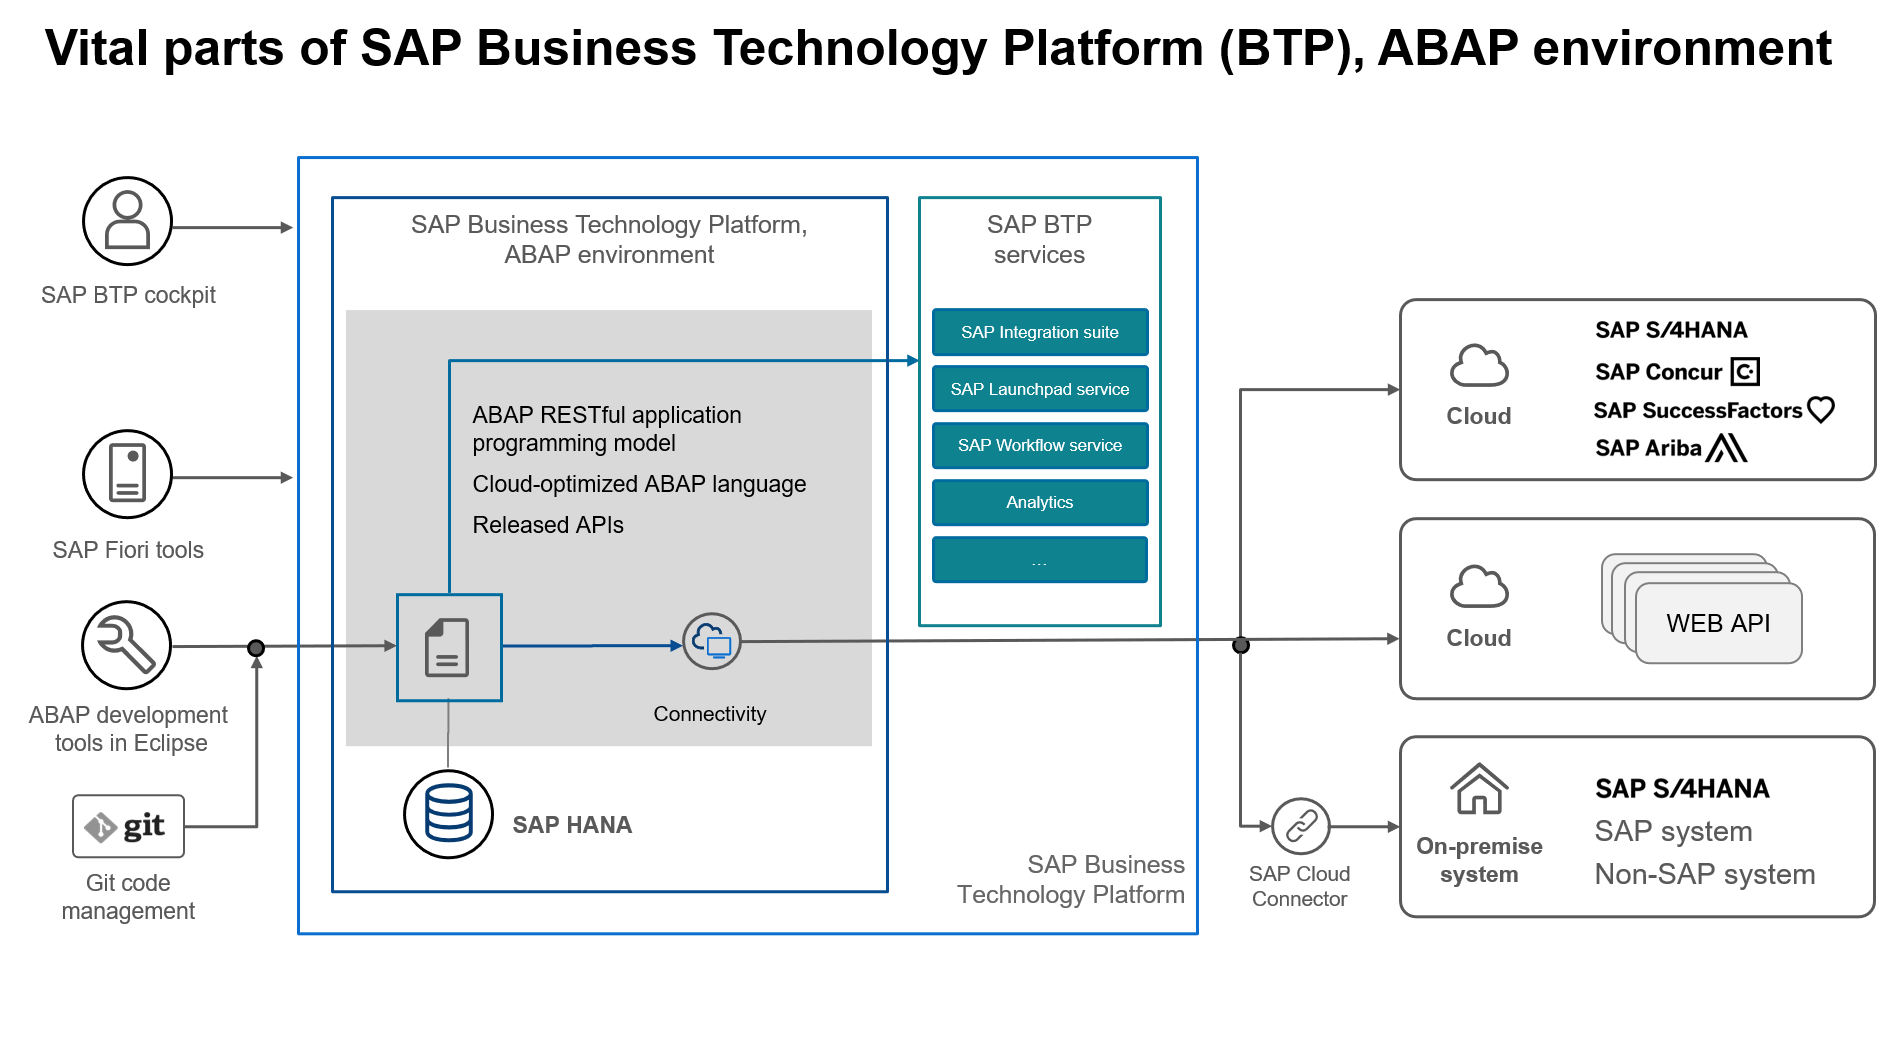 Vital parts of SAP Business Technology Platform (BTP), ABAP environment
SAP BTP cockpit
SAP Fiori tools
ABAP development
tools in Eclipse
git
Git code
management
SAP Business Technology Platform,
ABAP environment
ABAP RESTful application
programming model
Cloud-optimized ABAP language
Released APIs
Connectivity
SAP HANA
SAP BTP
services
SAP Integration suite
SAP Launchpad service
SAP Workflow service
Analytics
...
SAP Business
Technology Platform
SAP Cloud
Connector
Cloud
SAP S/4HANA
SAP Concur C
SAP SuccessFactors
SAP Ariba
Cloud
WEB API
On-premise
system
SAP S/4HANA
SAP system
Non-SAP system